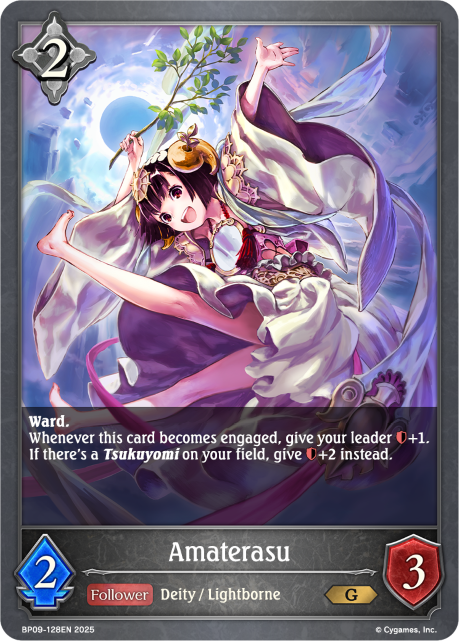 2
Ward.
Whenever this card becomes engaged, give your leader +1.
If there's a Tsukuyomi on your field, give +2 instead.
Amaterasu
2
Follower
Deity / Lightborne
G
3
BP09-128EN 2025
© Cygames, Inc.